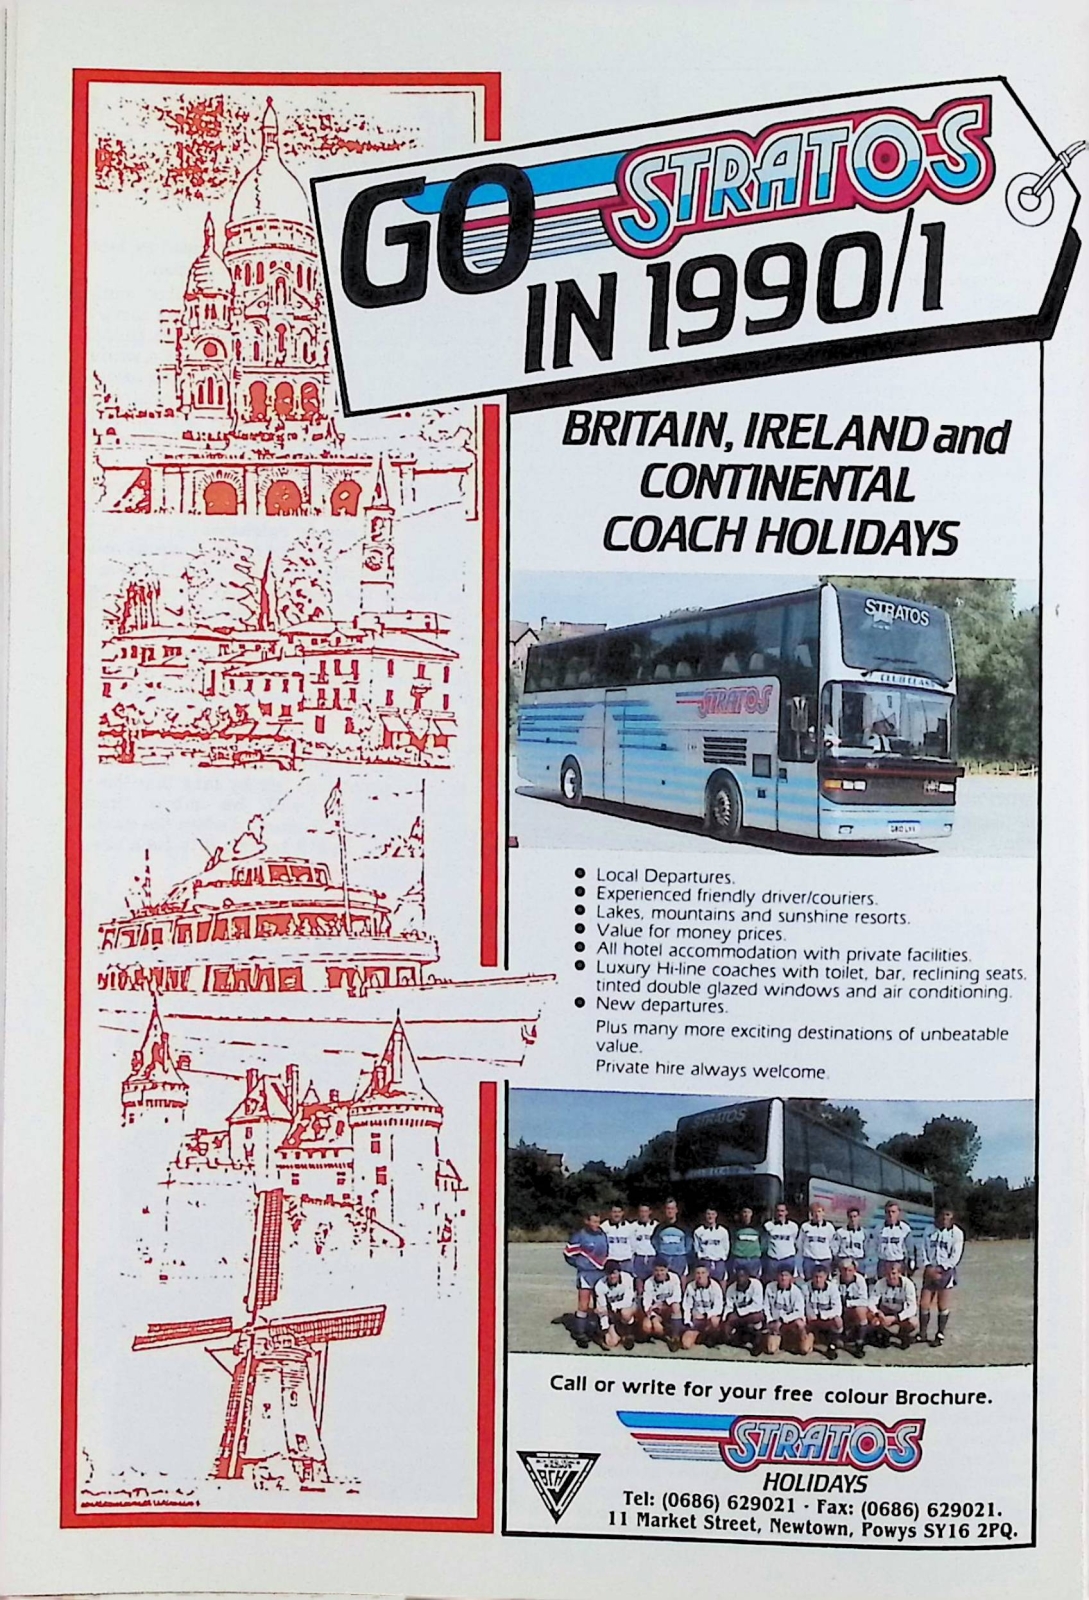 GO STRATOS
IN 1990/1
BRITAIN, IRELAND and
CONTINENTAL
COACH HOLIDAYS
STRATOS
CLUB CLASS
STRATOS
Local Departures.
Experienced friendly driver/couriers.
Lakes, mountains and sunshine resorts.
Value for money prices.
All hotel accommodation with private facilities.
Luxury Hi-line coaches with toilet, bar, reclining seats,
tinted double glazed windows and air conditioning.
New departures.
Plus many more exciting destinations of unbeatable
value.
Private hire always welcome.
STRATOS
Call or write for your free colour Brochure.
STRATOS
HOLIDAYS
BCH
Tel: (0686) 629021 · Fax: (0686) 629021.
11 Market Street, Newtown, Powys SY16 2PQ.